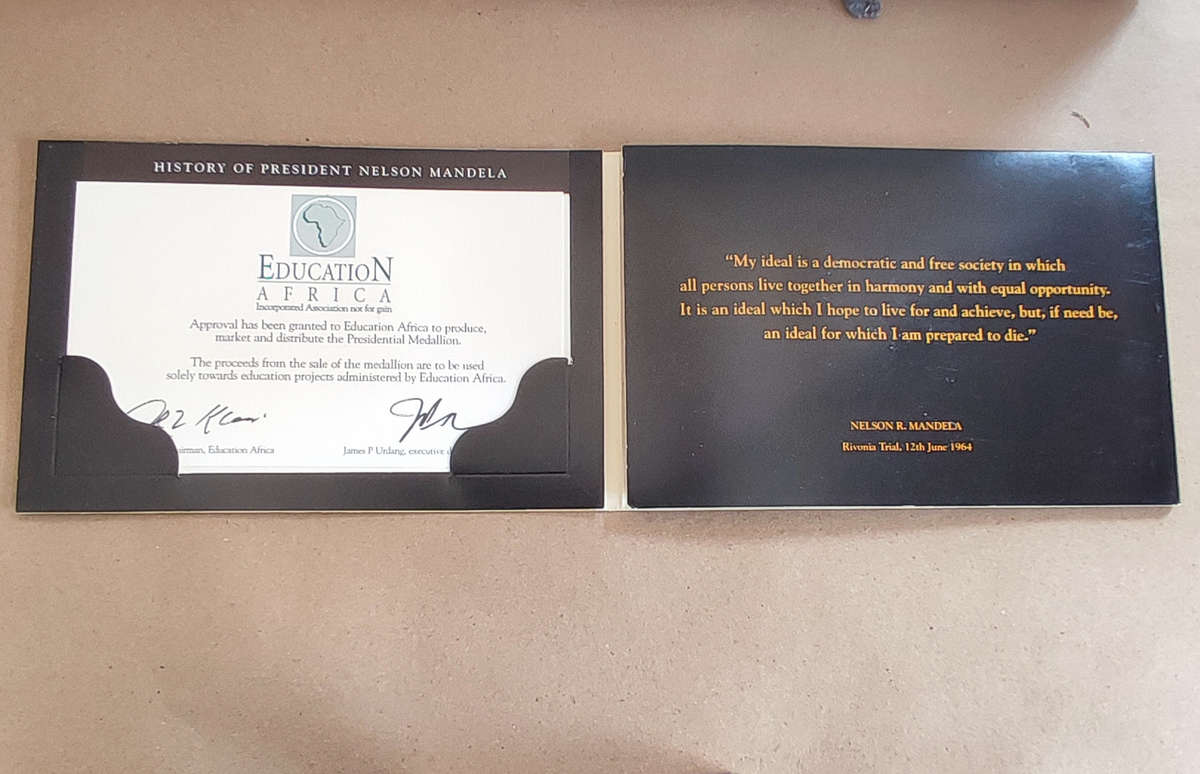 HISTORY OF PRESIDENT NELSON MANDELA
EDUCATION
AFRICA
Incorporated Association not for gain
Approval has been granted to Education Africa to produce,
market and distribute the Presidential Medallion.
The proceeds from the sale of the medallion are to be used
solely towards education projects administered by Education Africa.
Education Africa
James P Urdang, executive
"My ideal is a democratic and free society in which
all persons live together in harmony and with equal opportunity.
It is an ideal which I hope to live for and achieve, but, if need be,
an ideal for which I am prepared to die."
NELSON R. MANDELA
Rivonia Trial, 12th June 1964